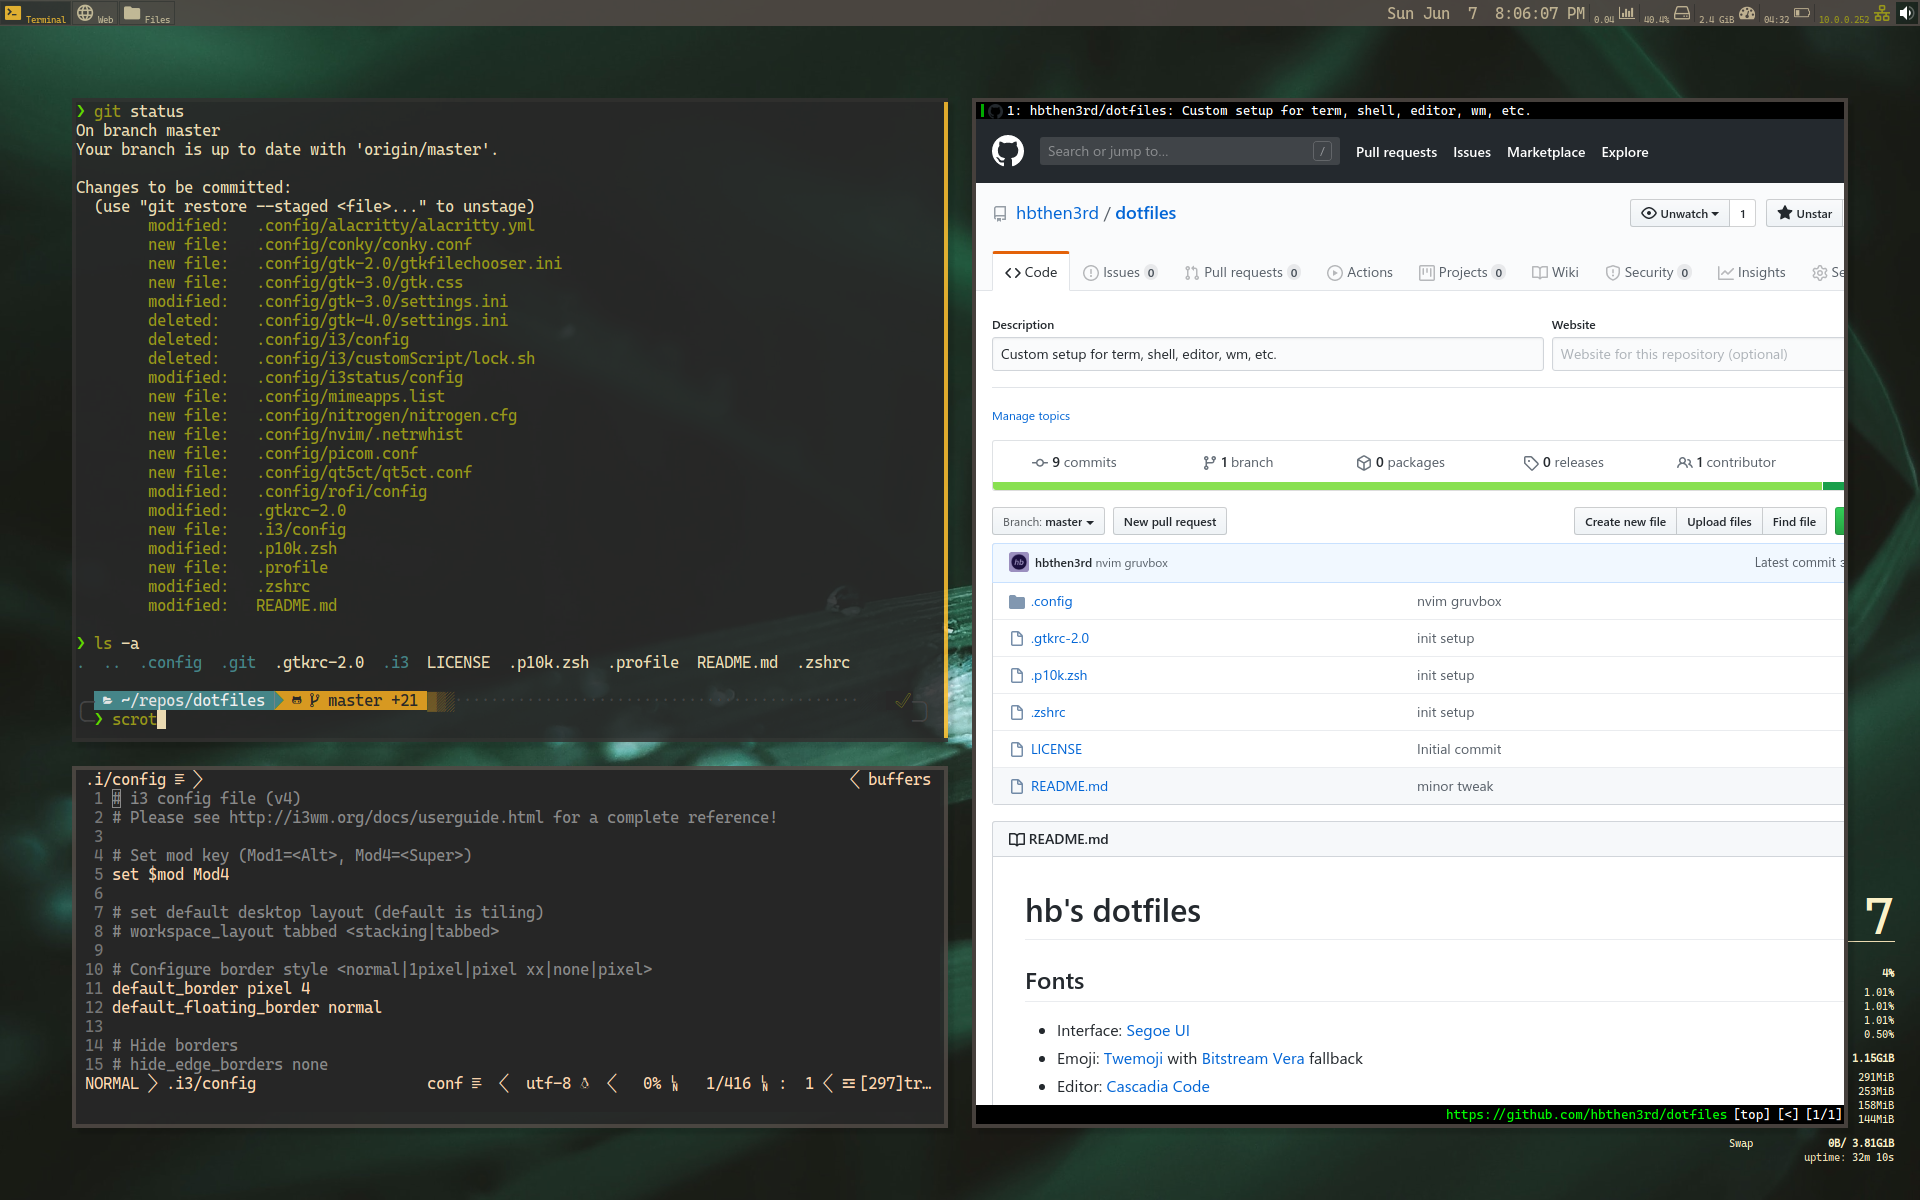 Terminal Web Files
Sun Jun 7 8:06:07 PM 0.04 40.4% 2.4 GiB 04:32 10.0.0.252
❯ git status
On branch master
Your branch is up to date with 'origin/master'.
Changes to be committed:
(use "git restore --staged <file>..." to unstage)
modified: .config/alacritty/alacritty.yml
new file: .config/conky/conky.conf
new file: .config/gtk-2.0/gtkfilechooser.ini
new file: .config/gtk-3.0/gtk.css
modified: .config/gtk-3.0/settings.ini
deleted: .config/gtk-4.0/settings.ini
deleted: .config/i3/config
deleted: .config/i3/customScript/lock.sh
modified: .config/i3status/config
new file: .config/mimeapps.list
new file: .config/nitrogen/nitrogen.cfg
new file: .config/nvim/.netrwhist
new file: .config/picom.conf
new file: .config/qt5ct/qt5ct.conf
modified: .config/rofi/config
modified: .gtkrc-2.0
new file: .i3/config
modified: .p10k.zsh
new file: .profile
modified: .zshrc
modified: README.md
❯ ls -a
. .. .config .git .gtkrc-2.0 .i3 LICENSE .p10k.zsh .profile README.md .zshrc
~/repos/dotfiles master +21
❯ scrot
.i/config buffers
1 # i3 config file (v4)
2 # Please see http://i3wm.org/docs/userguide.html for a complete reference!
3
4 # Set mod key (Mod1=<Alt>, Mod4=<Super>)
5 set $mod Mod4
6
7 # set default desktop layout (default is tiling)
8 # workspace_layout tabbed <stacking|tabbed>
9
10 # Configure border style <normal|1pixel|pixel xx|none|pixel>
11 default_border pixel 4
12 default_floating_border normal
13
14 # Hide borders
15 # hide_edge_borders none
NORMAL .i3/config conf utf-8 0% 1/416 : 1 [297]tr…
1: hbthen3rd/dotfiles: Custom setup for term, shell, editor, wm, etc.
Search or jump to… / Pull requests Issues Marketplace Explore
hbthen3rd / dotfiles Unwatch 1 Unstar
Code Issues 0 Pull requests 0 Actions Projects 0 Wiki Security 0 Insights Se
Description Website
Custom setup for term, shell, editor, wm, etc. Website for this repository (optional)
Manage topics
9 commits 1 branch 0 packages 0 releases 1 contributor
Branch: master New pull request Create new file Upload files Find file
hb hbthen3rd nvim gruvbox Latest commit
.config nvim gruvbox
.gtkrc-2.0 init setup
.p10k.zsh init setup
.zshrc init setup
LICENSE Initial commit
README.md minor tweak
README.md
hb's dotfiles
Fonts
• Interface: Segoe UI
• Emoji: Twemoji with Bitstream Vera fallback
• Editor: Cascadia Code
https://github.com/hbthen3rd/dotfiles [top] [<] [1/1]
7
4%
1.01%
1.01%
1.01%
0.50%
1.15GiB
291MiB
253MiB
158MiB
144MiB
Swap 0B/ 3.81GiB
uptime: 32m 10s